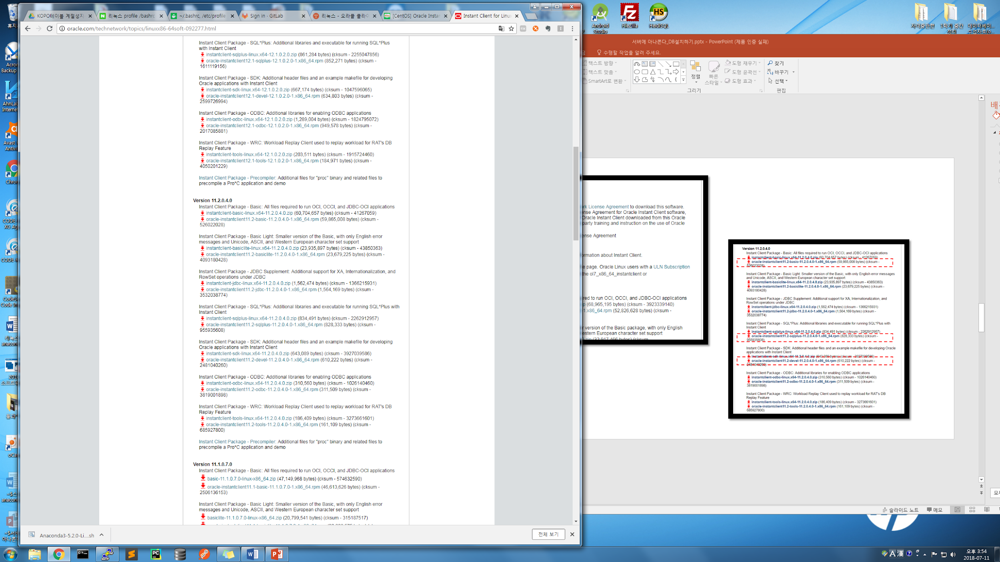 KOPO테이블 계절성지
리눅스 profile /bashrc
~/.bashrc, /etc/profile
Sign in · GitLab
리눅스 - 오라클 클라이
[CentOS] Oracle Instan
Instant Client for Linux
oracle.com/technetwork/topics/linuxx86-64soft-092277.html
Instant Client Package - SQL*Plus: Additional libraries and executable for running SQL*Plus
with Instant Client
instantclient-sqlplus-linux.x64-12.1.0.2.0.zip (861,284 bytes) (cksum - 2255047856)
oracle-instantclient12.1-sqlplus-12.1.0.2.0-1.x86_64.rpm (852,271 bytes) (cksum -
1611119156)
Instant Client Package - SDK: Additional header files and an example makefile for developing
Oracle applications with Instant Client
instantclient-sdk-linux.x64-12.1.0.2.0.zip (667,174 bytes) (cksum - 1047596065)
oracle-instantclient12.1-devel-12.1.0.2.0-1.x86_64.rpm (634,803 bytes) (cksum -
2599726994)
Instant Client Package - ODBC: Additional libraries for enabling ODBC applications
instantclient-odbc-linux.x64-12.1.0.2.0.zip (1,289,004 bytes) (cksum - 1824795072)
oracle-instantclient12.1-odbc-12.1.0.2.0-1.x86_64.rpm (949,578 bytes) (cksum -
2017085881)
Instant Client Package - WRC: Workload Replay Client used to replay workload for RAT's DB
Replay Feature
instantclient-tools-linux.x64-12.1.0.2.0.zip (203,511 bytes) (cksum - 1915724460)
oracle-instantclient12.1-tools-12.1.0.2.0-1.x86_64.rpm (184,971 bytes) (cksum -
4050201229)
Instant Client Package - Precompiler: Additional files for "proc" binary and related files to
precompile a Pro*C application and demo
Version 11.2.0.4.0
Instant Client Package - Basic: All files required to run OCI, OCCI, and JDBC-OCI applications
instantclient-basic-linux.x64-11.2.0.4.0.zip (60,704,657 bytes) (cksum - 41267059)
oracle-instantclient11.2-basic-11.2.0.4.0-1.x86_64.rpm (59,865,008 bytes) (cksum -
526022028)
Instant Client Package - Basic Light: Smaller version of the Basic, with only English error
messages and Unicode, ASCII, and Western European character set support
instantclient-basiclite-linux.x64-11.2.0.4.0.zip (23,935,897 bytes) (cksum - 43850363)
oracle-instantclient11.2-basiclite-11.2.0.4.0-1.x86_64.rpm (23,679,225 bytes) (cksum -
4093180428)
Instant Client Package - JDBC Supplement: Additional support for XA, Internationalization, and
RowSet operations under JDBC
instantclient-jdbc-linux.x64-11.2.0.4.0.zip (1,562,474 bytes) (cksum - 1366215931)
oracle-instantclient11.2-jdbc-11.2.0.4.0-1.x86_64.rpm (1,564,169 bytes) (cksum -
3532038774)
Instant Client Package - SQL*Plus: Additional libraries and executable for running SQL*Plus with
Instant Client
instantclient-sqlplus-linux.x64-11.2.0.4.0.zip (834,491 bytes) (cksum - 2262912957)
oracle-instantclient11.2-sqlplus-11.2.0.4.0-1.x86_64.rpm (828,333 bytes) (cksum -
955935608)
Instant Client Package - SDK: Additional header files and an example makefile for developing
Oracle applications with Instant Client
instantclient-sdk-linux.x64-11.2.0.4.0.zip (643,089 bytes) (cksum - 3927039586)
oracle-instantclient11.2-devel-11.2.0.4.0-1.x86_64.rpm (610,222 bytes) (cksum -
2481040260)
Instant Client Package - ODBC: Additional libraries for enabling ODBC applications
instantclient-odbc-linux.x64-11.2.0.4.0.zip (310,560 bytes) (cksum - 1026140460)
oracle-instantclient11.2-odbc-11.2.0.4.0-1.x86_64.rpm (311,509 bytes) (cksum -
3819001898)
Instant Client Package - WRC: Workload Replay Client used to replay workload for RAT's DB
Replay Feature
instantclient-tools-linux.x64-11.2.0.4.0.zip (186,409 bytes) (cksum - 3273661601)
oracle-instantclient11.2-tools-11.2.0.4.0-1.x86_64.rpm (161,109 bytes) (cksum -
685927800)
Instant Client Package - Precompiler: Additional files for "proc" binary and related files to
precompile a Pro*C application and demo
Version 11.1.0.7.0
Instant Client Package - Basic: All files required to run OCI, OCCI, and JDBC-OCI applications
basic-11.1.0.7.0-linux-x86_64.zip (47,149,968 bytes) (cksum - 574632590)
oracle-instantclient11.1-basic-11.1.0.7.0-1.x86_64.rpm (46,613,626 bytes) (cksum -
2506136153)
Instant Client Package - Basic Light: Smaller version of the Basic, with only English error
messages and Unicode, ASCII, and Western European character set support
basiclite-11.1.0.7.0-linux-x86_64.zip (20,799,541 bytes) (cksum - 315187517)
Anaconda3-5.2.0-Li....sh
전체 보기
Android
Studio
FileZilla
HeidiSQL
자격증관련
1학기 중간
정리
데이터베이...
수업자료(o...
서버에 아나콘다_DB설치하기.pptx - PowerPoint (제품 인증 실패)
수행할 작업을 알려 주세요.
텍스트 방향
텍스트 맞춤
SmartArt로 변환
정렬
빠른
스타일
도형 채우기
도형 윤곽선
도형 효과
그리기
찾기
바꾸기
선택
편집
rk License Agreement to download this software.
ense Agreement for Oracle Instant Client software,
Oracle Instant Client downloaded from this Oracle
party training and instruction on the use of Oracle
ense Agreement
ormation about Instant Client.
e page. Oracle Linux users with a ULN Subscription
the ol7_x86_64_instantclient or
red to run OCI, OCCI, and JDBC-OCI applications
p (68,965,195 bytes) (cksum - 3923339140)
-1.x86_64.rpm (52,826,628 bytes) (cksum -
r version of the Basic package, with only English
estern European character set support
0.zip (32,917,466 bytes) (cksum
Version 11.2.0.4.0
Instant Client Package - Basic: All files required to run OCI, OCCI, and JDBC-OCI applications
instantclient-basic-linux.x64-11.2.0.4.0.zip (60,704,657 bytes) (cksum - 41267059)
oracle-instantclient11.2-basic-11.2.0.4.0-1.x86_64.rpm (59,865,008 bytes) (cksum -
526022028)
Instant Client Package - Basic Light: Smaller version of the Basic, with only English error messages
and Unicode, ASCII, and Western European character set support
instantclient-basiclite-linux.x64-11.2.0.4.0.zip (23,935,897 bytes) (cksum - 43850363)
oracle-instantclient11.2-basiclite-11.2.0.4.0-1.x86_64.rpm (23,679,225 bytes) (cksum -
4093180428)
Instant Client Package - JDBC Supplement: Additional support for XA, Internationalization, and
RowSet operations under JDBC
instantclient-jdbc-linux.x64-11.2.0.4.0.zip (1,562,474 bytes) (cksum - 1366215931)
oracle-instantclient11.2-jdbc-11.2.0.4.0-1.x86_64.rpm (1,564,169 bytes) (cksum -
3532038774)
Instant Client Package - SQL*Plus: Additional libraries and executable for running SQL*Plus with
Instant Client
instantclient-sqlplus-linux.x64-11.2.0.4.0.zip (834,491 bytes) (cksum - 2262912957)
oracle-instantclient11.2-sqlplus-11.2.0.4.0-1.x86_64.rpm (828,333 bytes) (cksum -
955935608)
Instant Client Package - SDK: Additional header files and an example makefile for developing Oracle
applications with Instant Client
instantclient-sdk-linux.x64-11.2.0.4.0.zip (643,089 bytes) (cksum - 3927039586)
oracle-instantclient11.2-devel-11.2.0.4.0-1.x86_64.rpm (610,222 bytes) (cksum -
2481040260)
Instant Client Package - ODBC: Additional libraries for enabling ODBC applications
instantclient-odbc-linux.x64-11.2.0.4.0.zip (310,560 bytes) (cksum - 1026140460)
oracle-instantclient11.2-odbc-11.2.0.4.0-1.x86_64.rpm (311,509 bytes) (cksum -
3819001898)
Instant Client Package - WRC: Workload Replay Client used to replay workload for RAT's DB
Replay Feature
instantclient-tools-linux.x64-11.2.0.4.0.zip (186,409 bytes) (cksum - 3273661601)
oracle-instantclient11.2-tools-11.2.0.4.0-1.x86_64.rpm (161,109 bytes) (cksum -
685927800)
슬라이드 노트
메모
휴지
Acro
Backup
AhnLa
Interne
Avast
Antivi
Chro
오후 3:54
2018-07-11